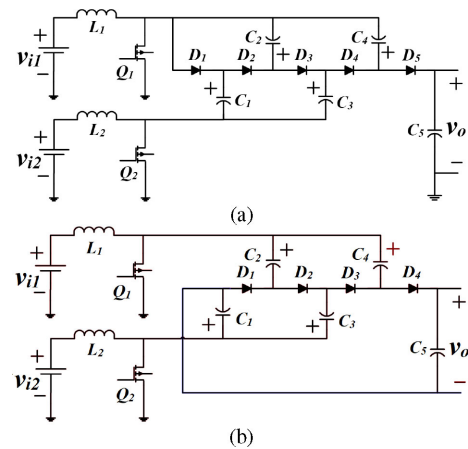 L1 C2 C4
+ vi1 − Q1 D1 D2 + D3 D4 + D5
+ C1 + C3 +
L2 C5 vo
+ vi2 − Q2 −
(a)
L1 C2 + C4 +
+ vi1 − Q1 D1 D2 D3 D4
+ C1 + C3 +
L2 C5 vo
+ vi2 − Q2 −
(b)